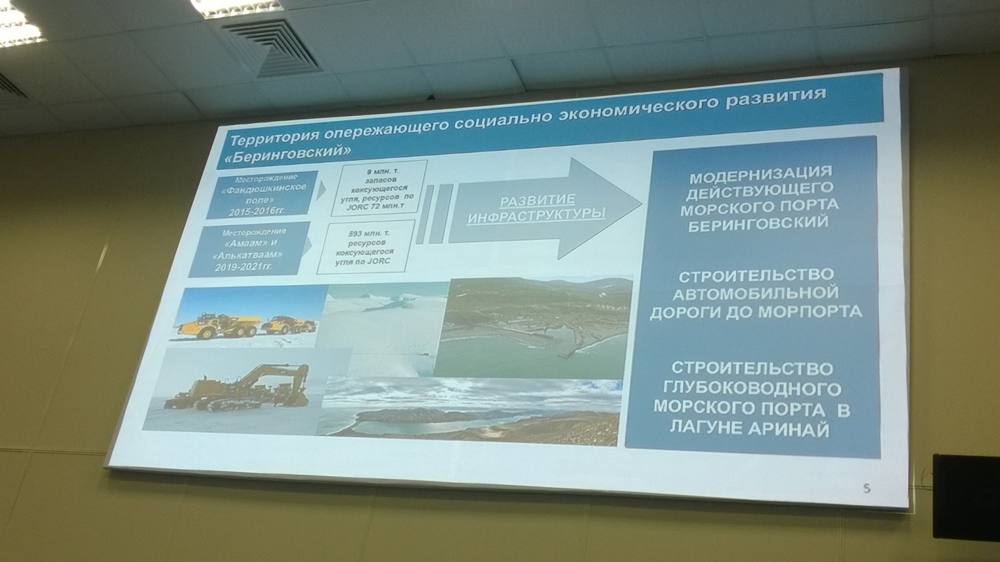 Территория опережающего социально экономического развития
«Беринговский»
Месторождение
«Фандюшкинское
поле»
2015-2016гг.
9 млн. т.
запасов
коксующегося
угля, ресурсов по
JORC 72 млн.т
Месторождения
«Амаам» и
«Алькатваам»
2019-2021гг.
593 млн. т.
ресурсов
коксующегося
угля по JORC
РАЗВИТИЕ
ИНФРАСТРУКТУРЫ
МОДЕРНИЗАЦИЯ
ДЕЙСТВУЮЩЕГО
МОРСКОГО ПОРТА
БЕРИНГОВСКИЙ
СТРОИТЕЛЬСТВО
АВТОМОБИЛЬНОЙ
ДОРОГИ ДО МОРПОРТА
СТРОИТЕЛЬСТВО
ГЛУБОКОВОДНОГО
МОРСКОГО ПОРТА В
ЛАГУНЕ АРИНАЙ
5